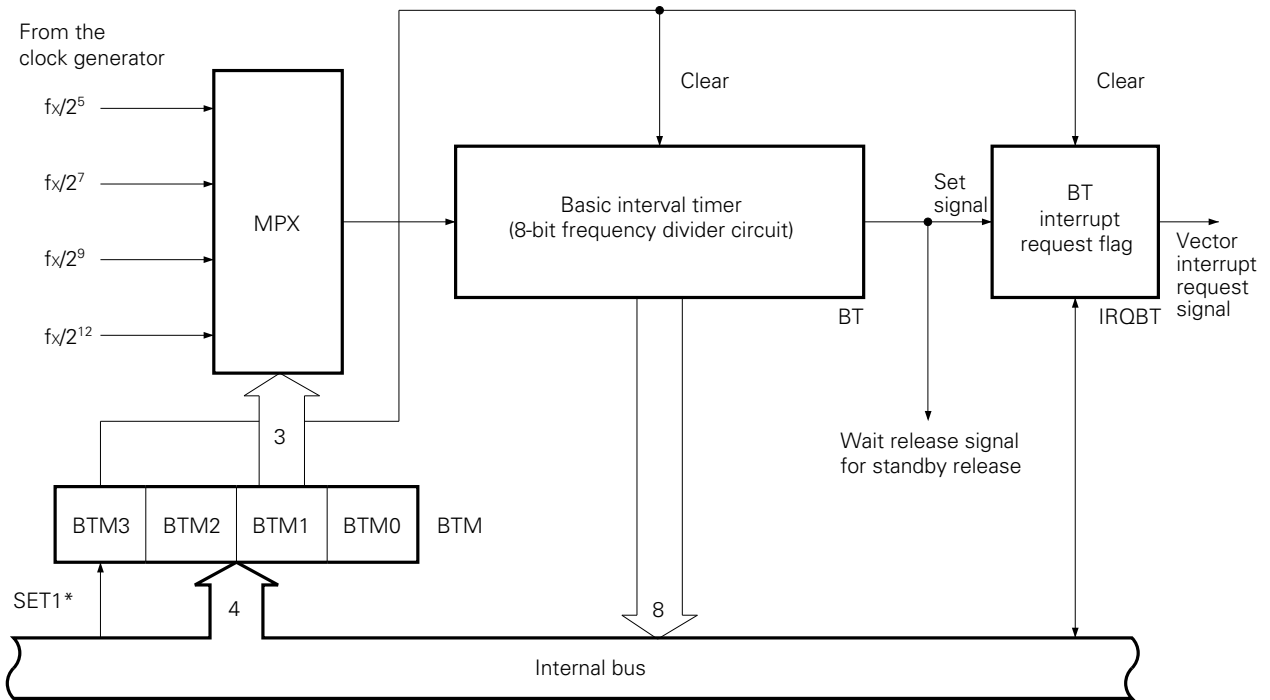 From the
clock generator
fX/2⁵
fX/2⁷
fX/2⁹
fX/2¹²
MPX
Clear
Clear
Basic interval timer
(8-bit frequency divider circuit)
BT
Set
signal
BT
interrupt
request flag
IRQBT
Vector
interrupt
request
signal
Wait release signal
for standby release
3
BTM3
BTM2
BTM1
BTM0
BTM
SET1*
4
8
Internal bus